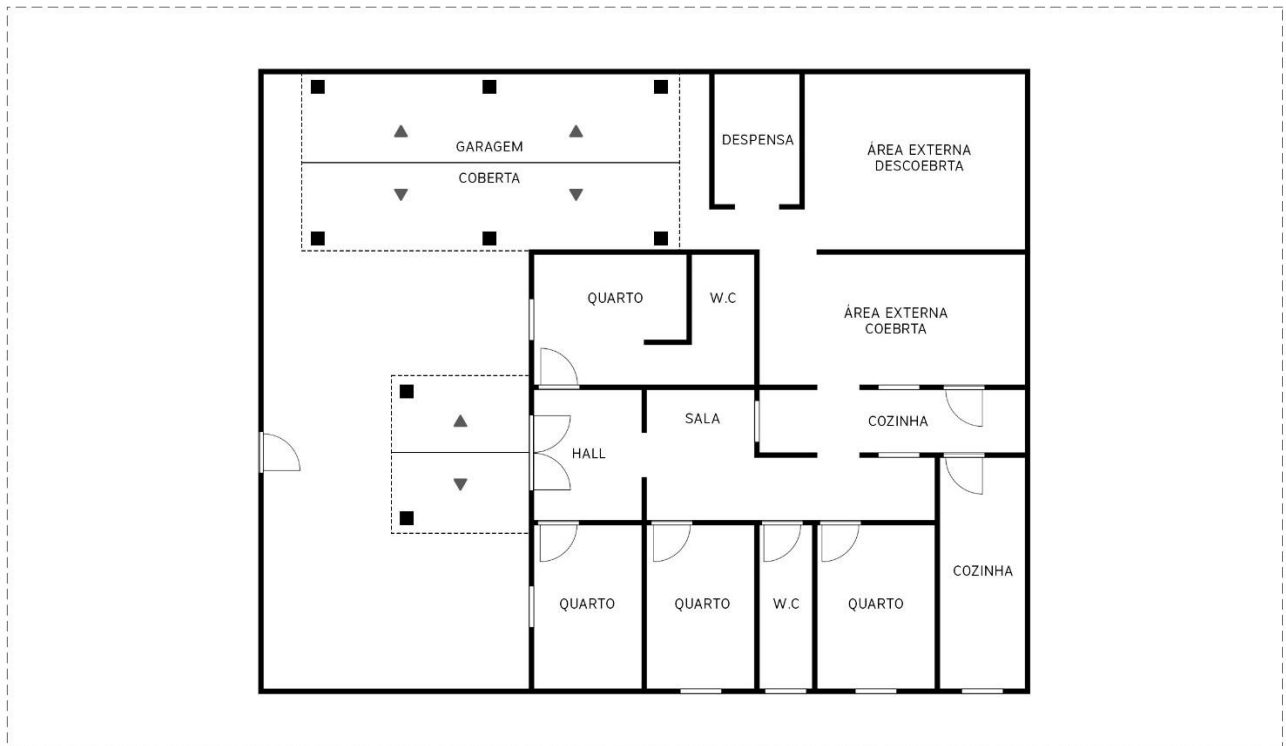 DESPENSA
GARAGEM
COBERTA
ÁREA EXTERNA
DESCOEBRTA
QUARTO
W.C
ÁREA EXTERNA
COEBRTA
SALA
COZINHA
HALL
COZINHA
QUARTO
QUARTO
W.C
QUARTO